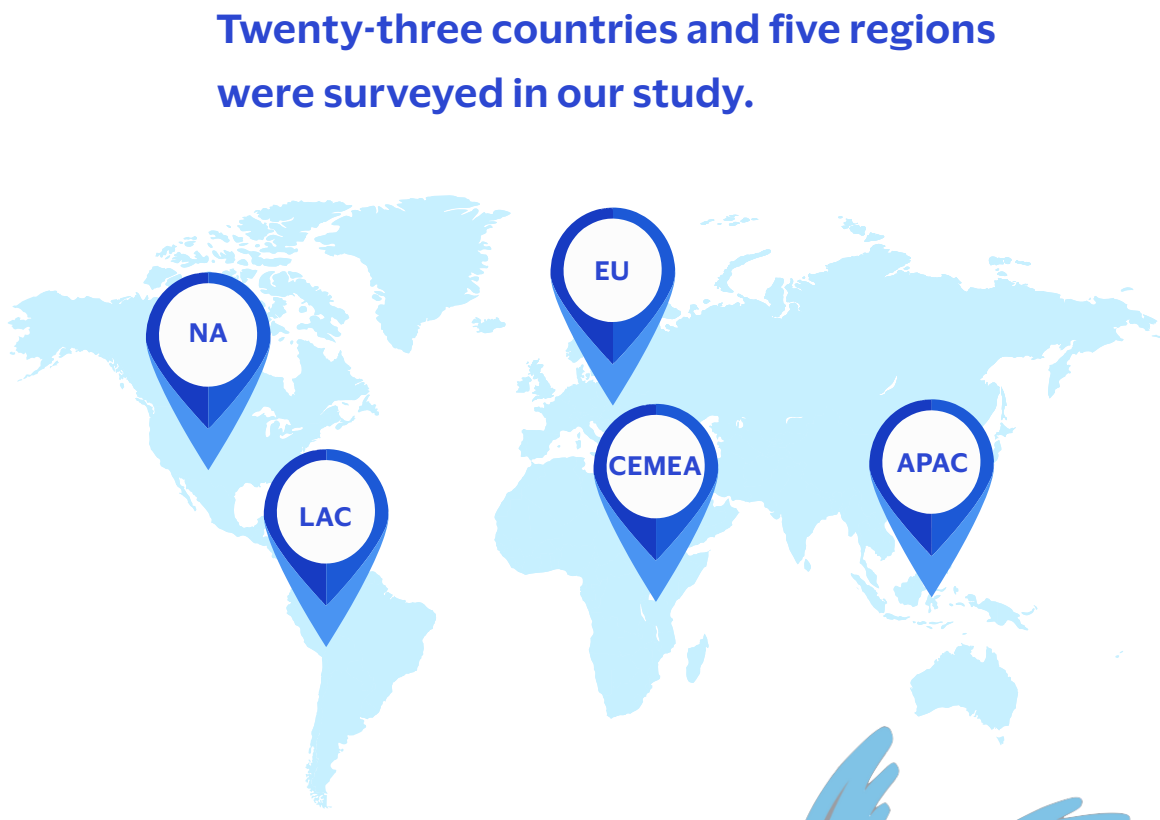 Twenty-three countries and five regions
were surveyed in our study.
EU
NA
CEMEA
APAC
LAC